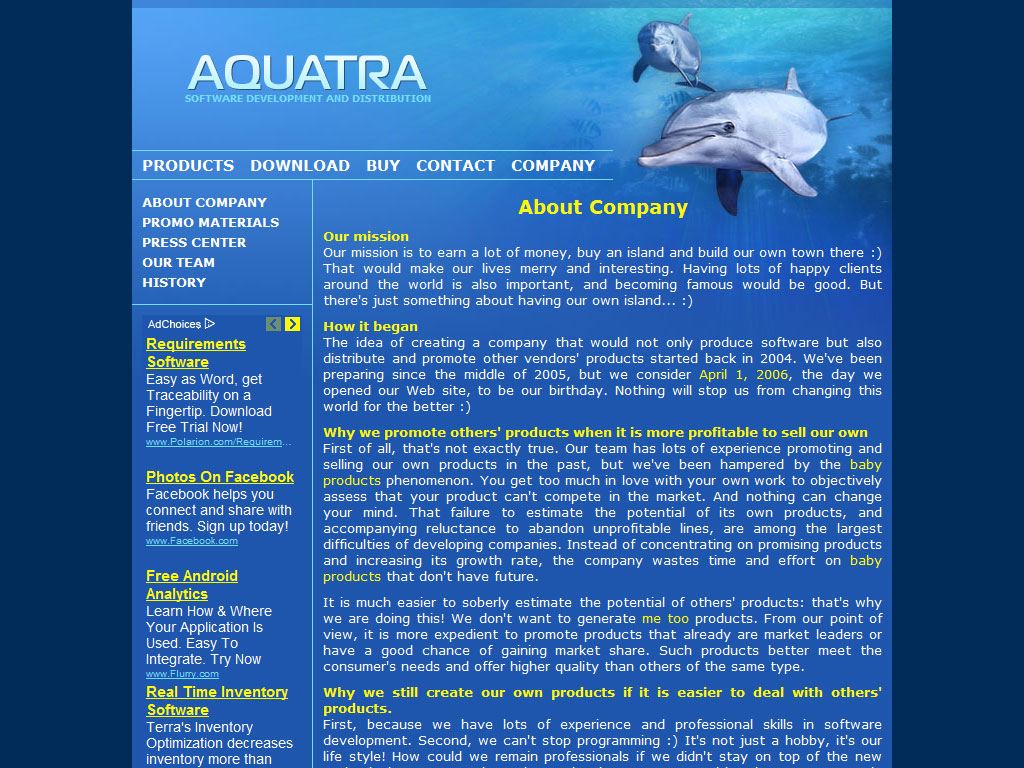 AQUATRA
SOFTWARE DEVELOPMENT AND DISTRIBUTION
PRODUCTS DOWNLOAD BUY CONTACT COMPANY
ABOUT COMPANY
PROMO MATERIALS
PRESS CENTER
OUR TEAM
HISTORY
AdChoices
Requirements
Software
Easy as Word, get
Traceability on a
Fingertip. Download
Free Trial Now!
www.Polarion.com/Requirem...
Photos On Facebook
Facebook helps you
connect and share with
friends. Sign up today!
www.Facebook.com
Free Android
Analytics
Learn How & Where
Your Application Is
Used. Easy To
Integrate. Try Now
www.Flurry.com
Real Time Inventory
Software
Terra's Inventory
Optimization decreases
inventory more than
About Company
Our mission
Our mission is to earn a lot of money, buy an island and build our own town there :)
That would make our lives merry and interesting. Having lots of happy clients
around the world is also important, and becoming famous would be good. But
there's just something about having our own island... :)
How it began
The idea of creating a company that would not only produce software but also
distribute and promote other vendors' products started back in 2004. We've been
preparing since the middle of 2005, but we consider April 1, 2006, the day we
opened our Web site, to be our birthday. Nothing will stop us from changing this
world for the better :)
Why we promote others' products when it is more profitable to sell our own
First of all, that's not exactly true. Our team has lots of experience promoting and
selling our own products in the past, but we've been hampered by the baby
products phenomenon. You get too much in love with your own work to objectively
assess that your product can't compete in the market. And nothing can change
your mind. That failure to estimate the potential of its own products, and
accompanying reluctance to abandon unprofitable lines, are among the largest
difficulties of developing companies. Instead of concentrating on promising products
and increasing its growth rate, the company wastes time and effort on baby
products that don't have future.
It is much easier to soberly estimate the potential of others' products: that's why
we are doing this! We don't want to generate me too products. From our point of
view, it is more expedient to promote products that already are market leaders or
have a good chance of gaining market share. Such products better meet the
consumer's needs and offer higher quality than others of the same type.
Why we still create our own products if it is easier to deal with others'
products.
First, because we have lots of experience and professional skills in software
development. Second, we can't stop programming :) It's not just a hobby, it's our
life style! How could we remain professionals if we didn't stay on top of the new